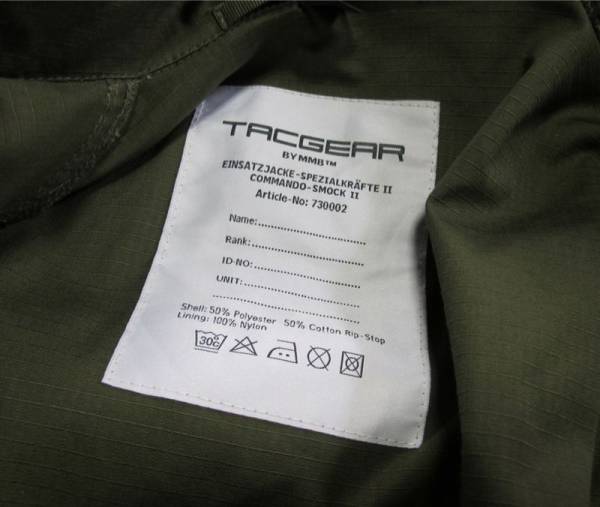 TACGEAR
BY MMB™
EINSATZJACKE-SPEZIALKRÄFTE II
COMMANDO-SMOCK II
Article-No: 730002
Name:
Rank:
ID-NO:
UNIT:
Shell: 50% Polyester 50% Cotton Rip-Stop
Lining: 100% Nylon
30°C